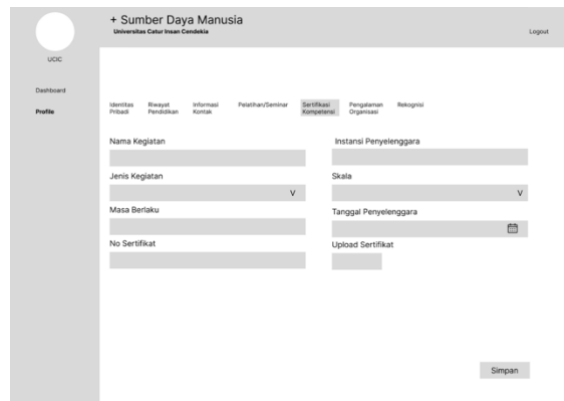 + Sumber Daya Manusia
Universitas Catur Insan Cendekia
Logout
UCIC
Dashboard
Profile
Identitas Pribadi
Riwayat Pendidikan
Informasi Kontak
Pelatihan/Seminar
Sertifikasi Kompetensi
Pengalaman Organisasi
Rekognisi
Nama Kegiatan
Instansi Penyelenggara
Jenis Kegiatan
V
Skala
V
Masa Berlaku
Tanggal Penyelenggara
No Sertifikat
Upload Sertifikat
Simpan